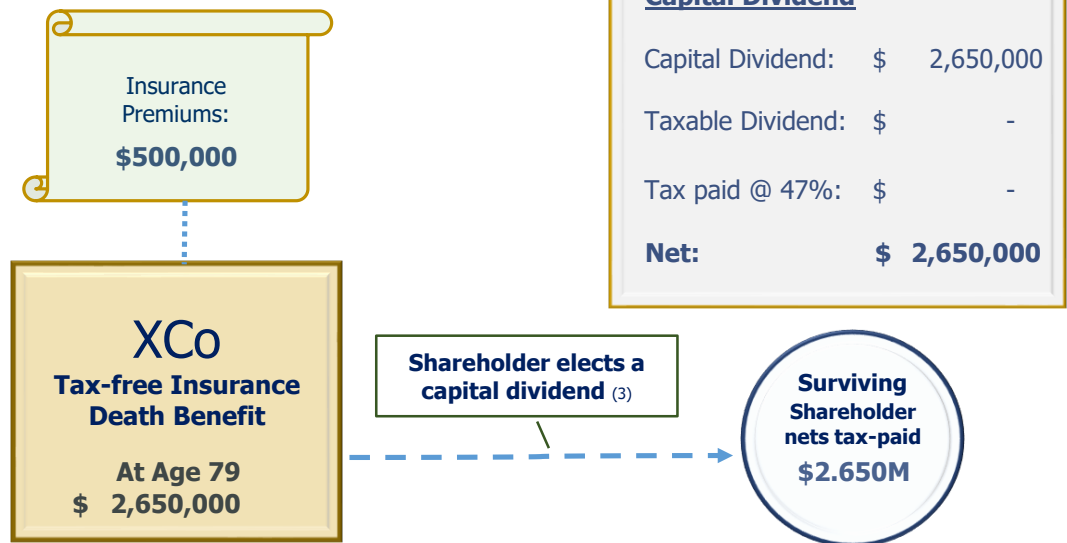 Capital Dividend
Capital Dividend: $ 2,650,000
Taxable Dividend: $ -
Tax paid @ 47%: $ -
Net: $ 2,650,000
Insurance
Premiums:
$500,000
XCo
Tax-free Insurance
Death Benefit
At Age 79
$ 2,650,000
Shareholder elects a
capital dividend (3)
Surviving
Shareholder
nets tax-paid
$2.650M